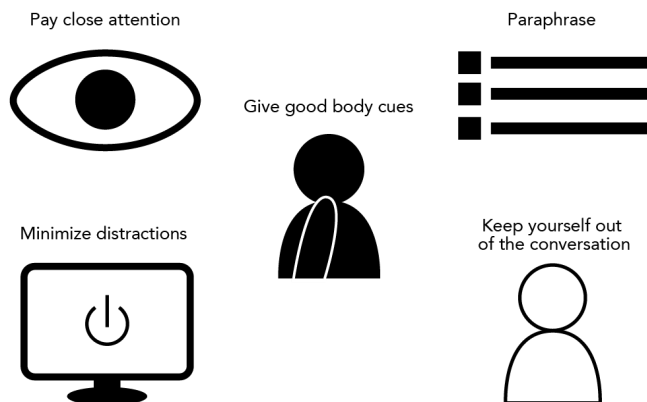 Pay close attention
Paraphrase
Give good body cues
Minimize distractions
Keep yourself out
of the conversation